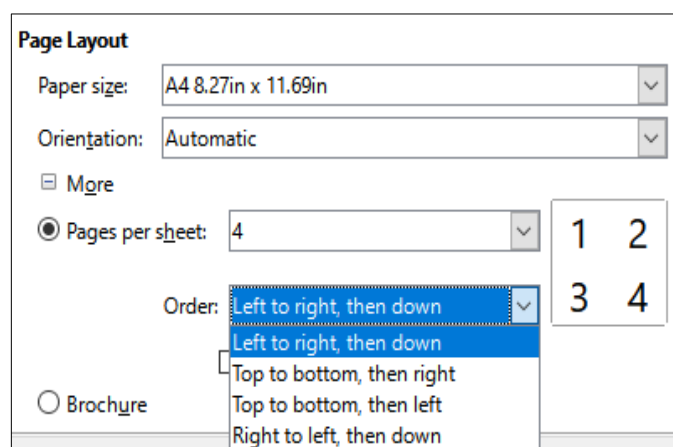 Page Layout
Paper size: A4 8.27in x 11.69in
Orientation: Automatic
More
Pages per sheet: 4
1 2
3 4
Order: Left to right, then down
Left to right, then down
Top to bottom, then right
Top to bottom, then left
Brochure
Right to left, then down